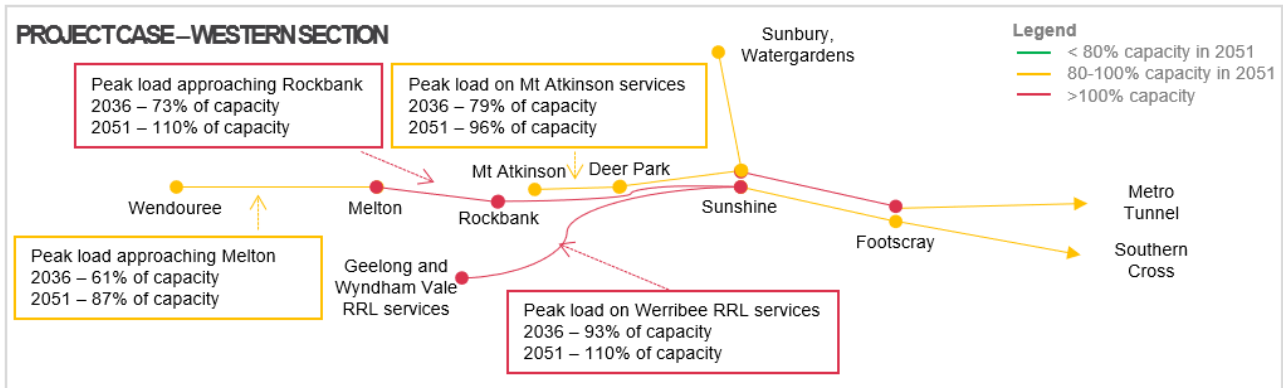 PROJECT CASE – WESTERN SECTION
Sunbury,
Watergardens
Legend
< 80% capacity in 2051
80-100% capacity in 2051
>100% capacity
Peak load approaching Rockbank
2036 – 73% of capacity
2051 – 110% of capacity
Peak load on Mt Atkinson services
2036 – 79% of capacity
2051 – 96% of capacity
Mt Atkinson
Deer Park
Wendouree
Melton
Rockbank
Sunshine
Footscray
Metro
Tunnel
Southern
Cross
Peak load approaching Melton
2036 – 61% of capacity
2051 – 87% of capacity
Geelong and
Wyndham Vale
RRL services
Peak load on Werribee RRL services
2036 – 93% of capacity
2051 – 110% of capacity